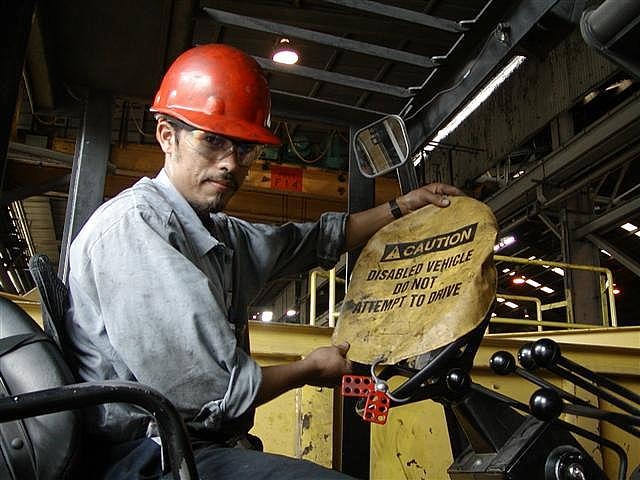 CAUTION
DISABLED VEHICLE
DO NOT
ATTEMPT TO DRIVE